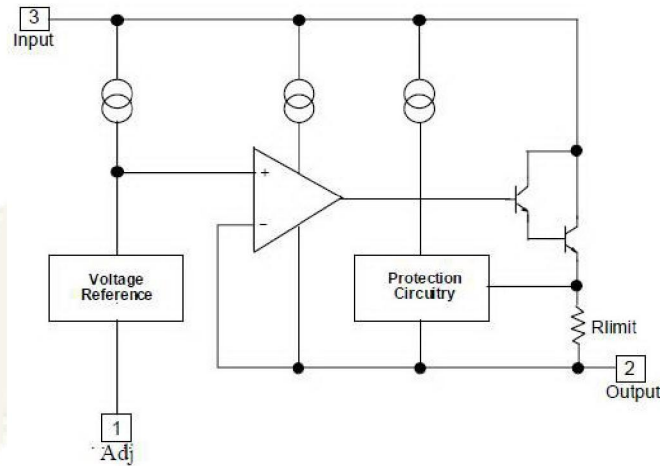 3
Input
+
−
Voltage
Reference
Protection
Circuitry
Rlimit
2
Output
1
Adj